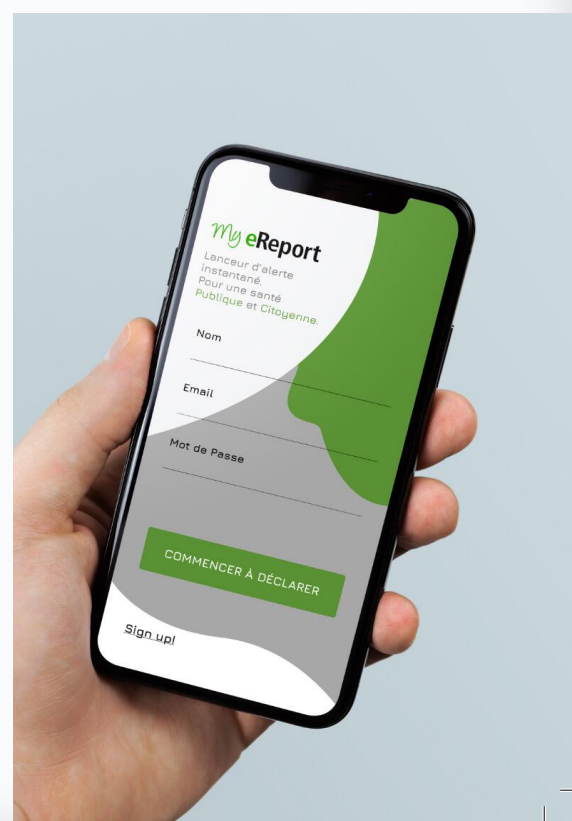 My eReport
Lanceur d'alerte
instantané.
Pour une santé
Publique et Citoyenne.
Nom
Email
Mot de Passe
COMMENCER À DÉCLARER
Sign up!